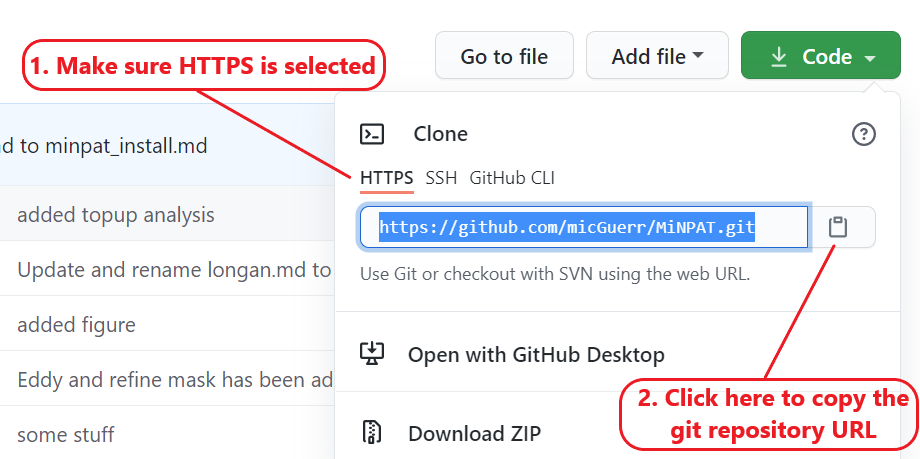 Go to file
Add file
Code
1. Make sure HTTPS is selected
Clone
d to minpat_install.md
HTTPS SSH GitHub CLI
added topup analysis
https://github.com/micGuerr/MiNPAT.git
Update and rename longan.md to
Use Git or checkout with SVN using the web URL.
added figure
Open with GitHub Desktop
Eddy and refine mask has been ad
2. Click here to copy the
git repository URL
some stuff
Download ZIP